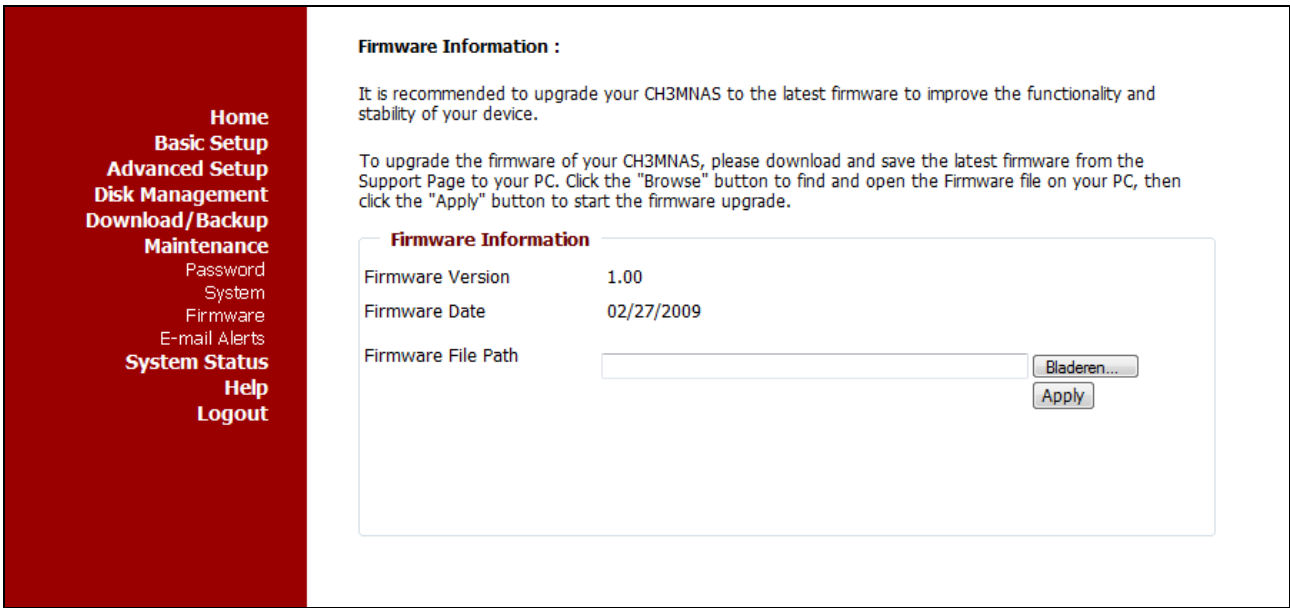 Home
Basic Setup
Advanced Setup
Disk Management
Download/Backup
Maintenance
Password
System
Firmware
E-mail Alerts
System Status
Help
Logout
Firmware Information :
It is recommended to upgrade your CH3MNAS to the latest firmware to improve the functionality and
stability of your device.
To upgrade the firmware of your CH3MNAS, please download and save the latest firmware from the
Support Page to your PC. Click the "Browse" button to find and open the Firmware file on your PC, then
click the "Apply" button to start the firmware upgrade.
Firmware Information
Firmware Version 1.00
Firmware Date 02/27/2009
Firmware File Path Bladeren...
Apply